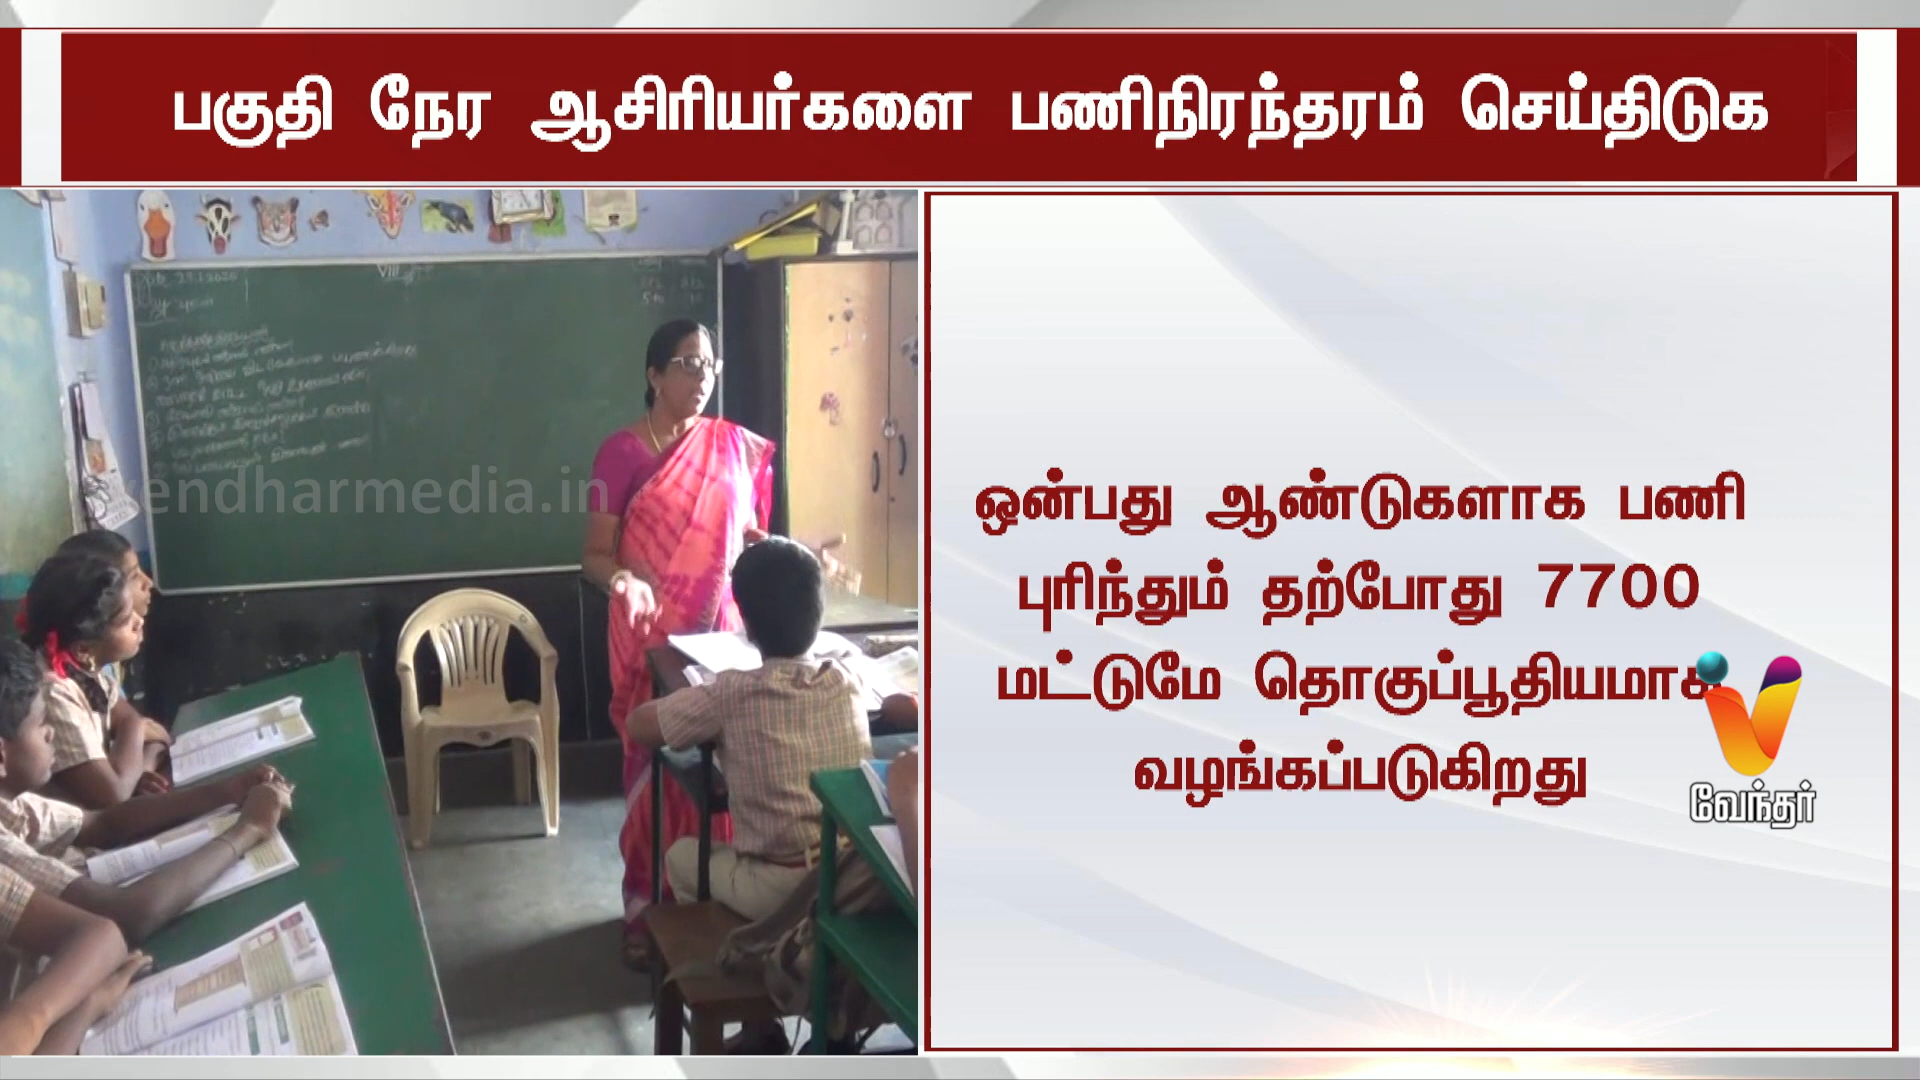 பகுதி நேர ஆசிரியர்களை பணிநிரந்தரம் செய்திடுக
VIII
vendharmedia.in
ஒன்பது ஆண்டுகளாக பணி
புரிந்தும் தற்போது 7700
மட்டுமே தொகுப்பூதியமாக
வழங்கப்படுகிறது
வேந்தர்